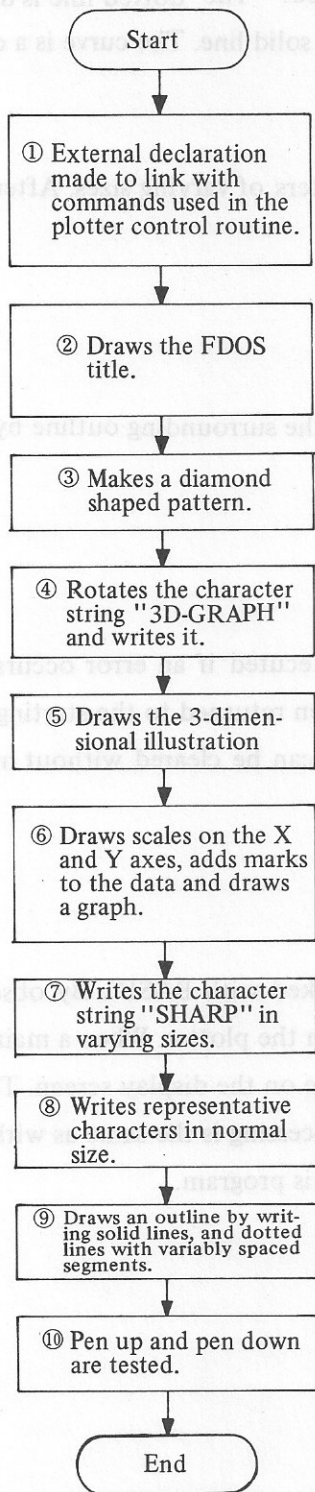 Start
① External declaration
made to link with
commands used in the
plotter control routine.
② Draws the FDOS
title.
③ Makes a diamond
shaped pattern.
④ Rotates the character
string "3D-GRAPH"
and writes it.
⑤ Draws the 3-dimen-
sional illustration
⑥ Draws scales on the X
and Y axes, adds marks
to the data and draws
a graph.
⑦ Writes the character
string "SHARP" in
varying sizes.
⑧ Writes representative
characters in normal
size.
⑨ Draws an outline by writ-
ing solid lines, and dotted
lines with variably spaced
segments.
⑩ Pen up and pen down
are tested.
End